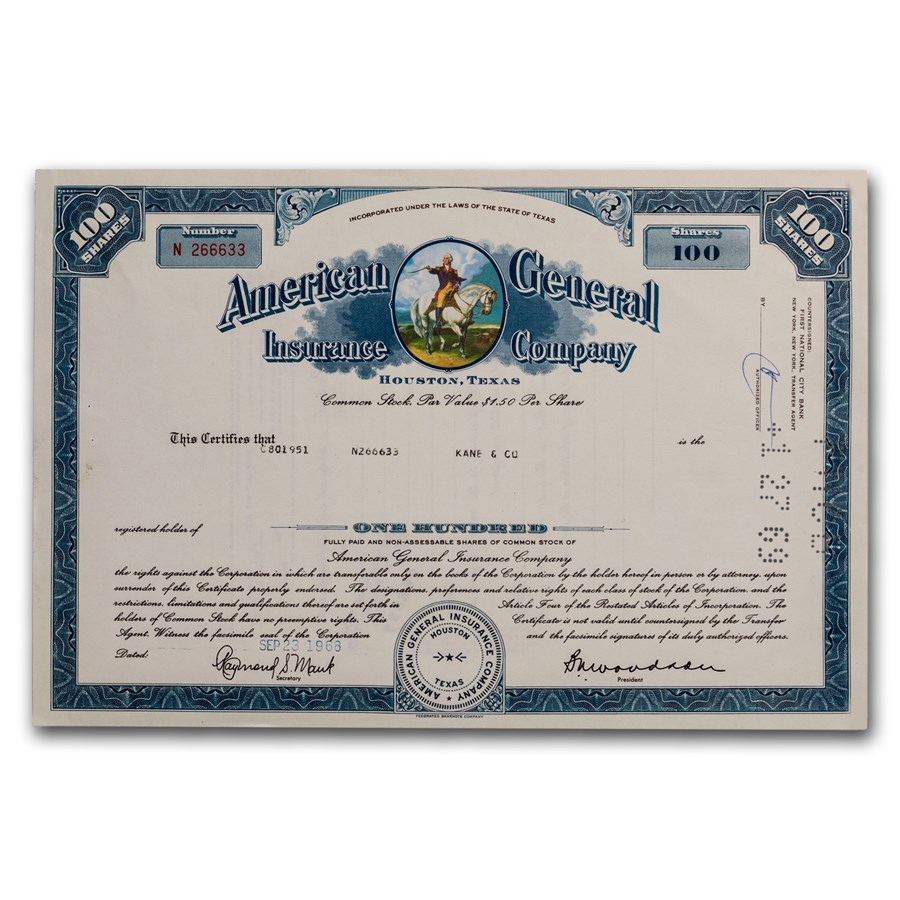 INCORPORATED UNDER THE LAWS OF THE STATE OF TEXAS
100 SHARES
Number
N 266633
Shares
100
100 SHARES
American General
Insurance Company
HOUSTON, TEXAS
Common Stock, Par Value $1.50 Per Share
COUNTERSIGNED:
FIRST NATIONAL CITY BANK
NEW YORK, NEW YORK, TRANSFER AGENT
BY
AUTHORIZED OFFICER
This Certifies that
C801951 N266633 KANE & CO
is the
registered holder of
ONE HUNDRED
FULLY PAID AND NON-ASSESSABLE SHARES OF COMMON STOCK OF
American General Insurance Company
the rights against the Corporation in which are transferable only on the books of the Corporation by the holder hereof in person or by attorney, upon
surrender of this Certificate properly endorsed. The designations, preferences and relative rights of each class of stock of the Corporation, and the
restrictions, limitations and qualifications thereof are set forth in Article Four of the Restated Articles of Incorporation. The
holders of Common Stock have no preemptive rights. This Certificate is not valid until countersigned by the Transfer
Agent. Witness the facsimile seal of the Corporation and the facsimile signatures of its duly authorized officers.
Dated: SEP 23 1968
Raymond S. Mauk
Secretary
President
AMERICAN GENERAL INSURANCE COMPANY
HOUSTON
TEXAS
FEDERATED BANKNOTE COMPANY